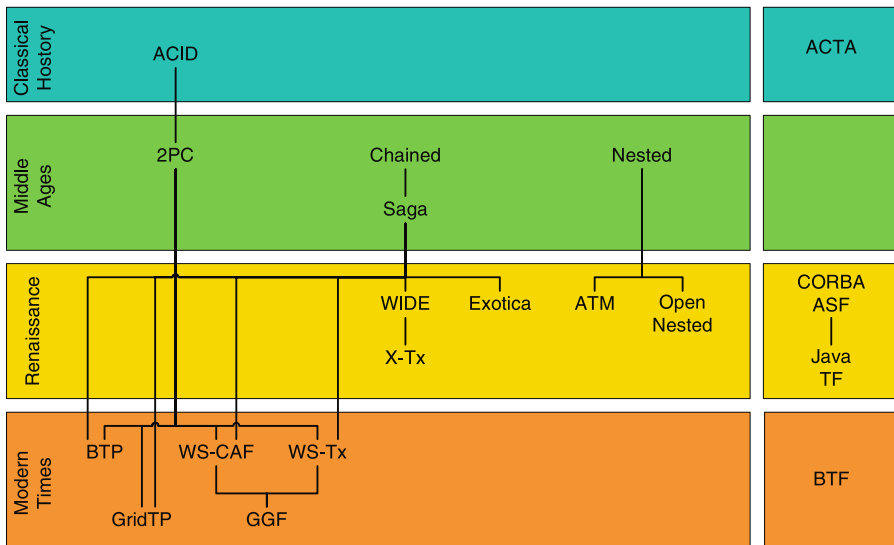 Classical
Hostory
ACID
ACTA
Middle
Ages
2PC
Chained
Nested
Saga
Renaissance
WIDE
Exotica
ATM
Open
Nested
X-Tx
CORBA
ASF
Java
TF
Modern
Times
BTP
WS-CAF
WS-Tx
GridTP
GGF
BTF